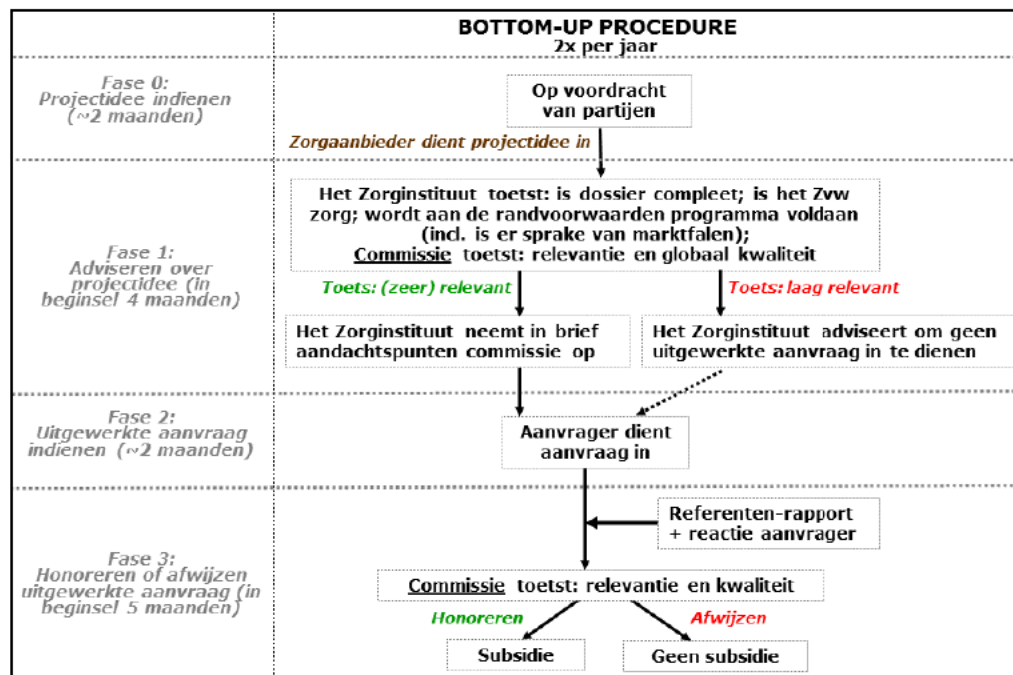 BOTTOM-UP PROCEDURE
2x per jaar
Fase 0:
Projectidee indienen
(~2 maanden)
Op voordracht
van partijen
Zorgaanbieder dient projectidee in
Fase 1:
Adviseren over
projectidee (in
beginsel 4 maanden)
Het Zorginstituut toetst: is dossier compleet; is het Zvw
zorg; wordt aan de randvoorwaarden programma voldaan
(incl. is er sprake van marktfalen);
Commissie toetst: relevantie en globaal kwaliteit
Toets: (zeer) relevant
Toets: laag relevant
Het Zorginstituut neemt in brief
aandachtspunten commissie op
Het Zorginstituut adviseert om geen
uitgewerkte aanvraag in te dienen
Fase 2:
Uitgewerkte aanvraag
indienen (~2 maanden)
Aanvrager dient
aanvraag in
Fase 3:
Honoreren of afwijzen
uitgewerkte aanvraag (in
beginsel 5 maanden)
Referenten-rapport
+ reactie aanvrager
Commissie toetst: relevantie en kwaliteit
Honoreren
Afwijzen
Subsidie
Geen subsidie